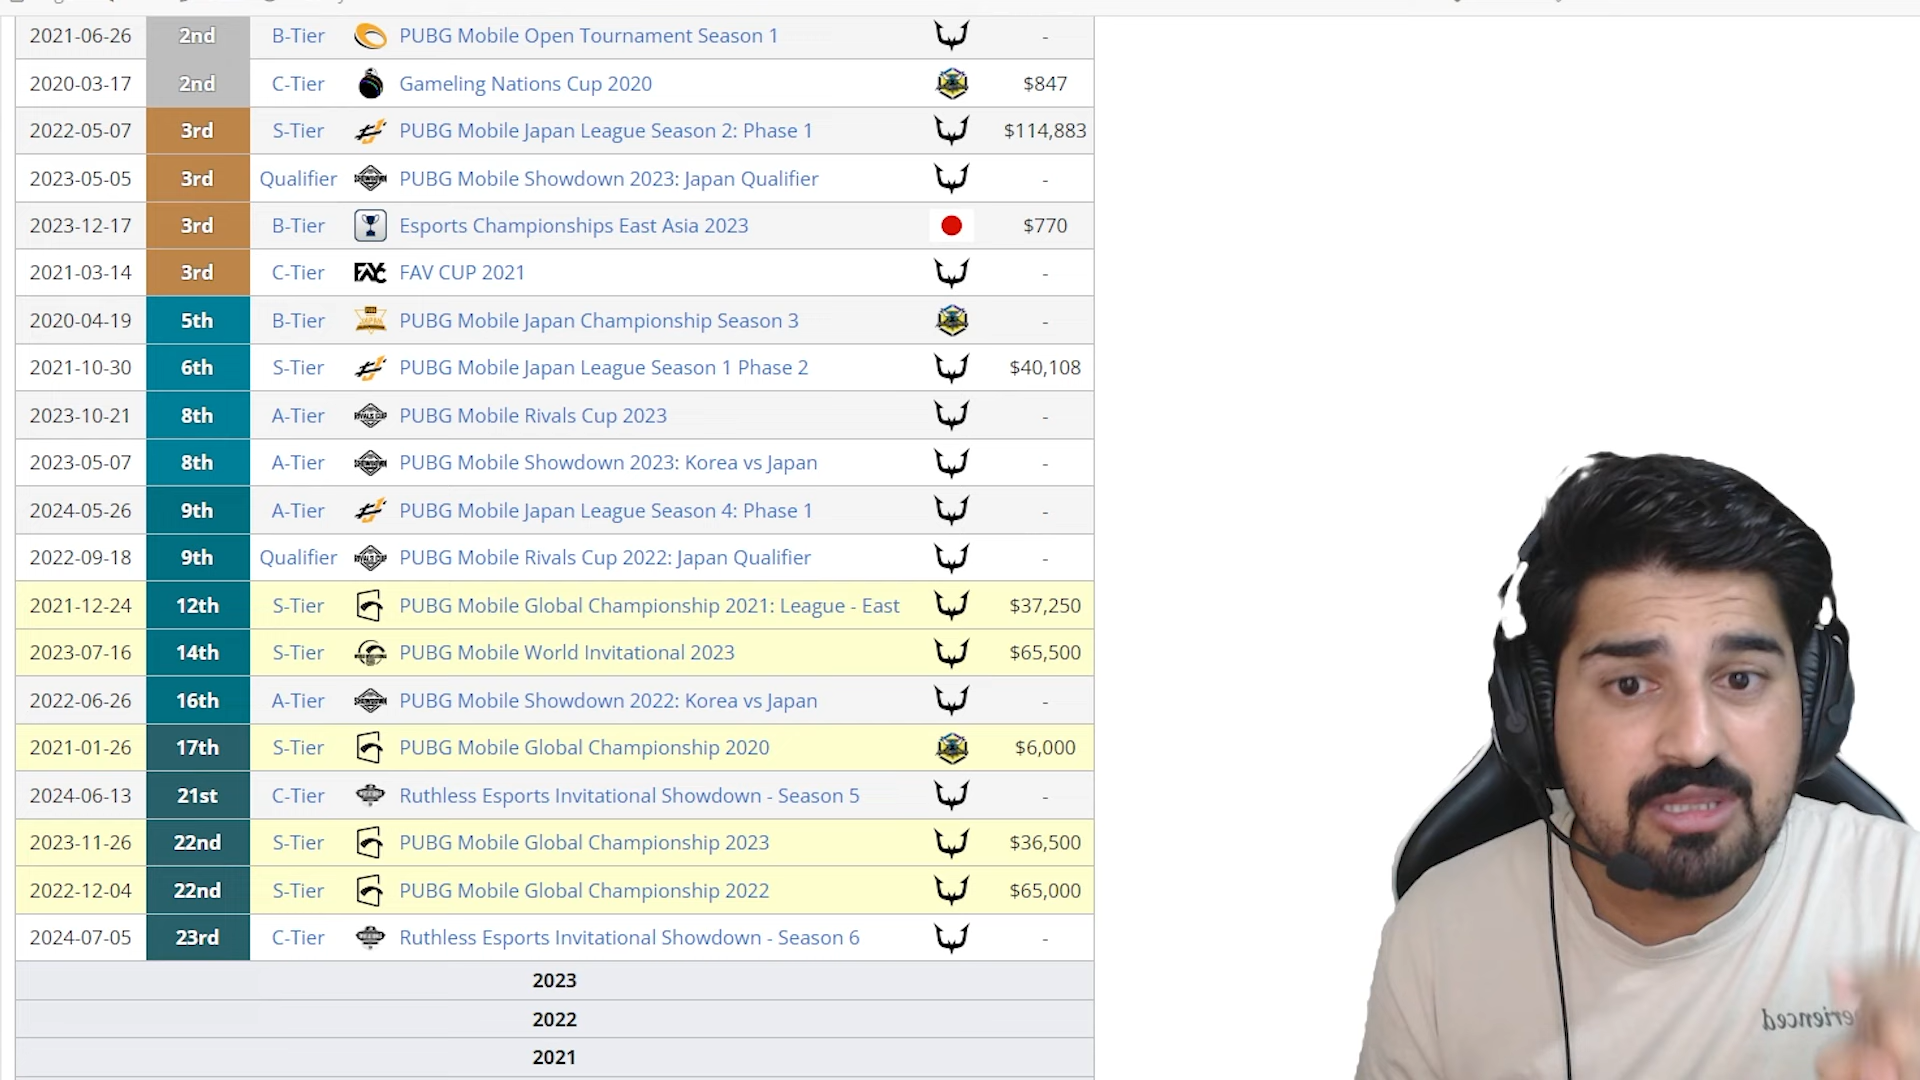 2021-06-26 2nd B-Tier PUBG Mobile Open Tournament Season 1 -
2020-03-17 2nd C-Tier Gameling Nations Cup 2020 $847
2022-05-07 3rd S-Tier PUBG Mobile Japan League Season 2: Phase 1 $114,883
2023-05-05 3rd Qualifier PUBG Mobile Showdown 2023: Japan Qualifier -
2023-12-17 3rd B-Tier Esports Championships East Asia 2023 $770
2021-03-14 3rd C-Tier FAV FAV CUP 2021 -
2020-04-19 5th B-Tier PUBG Mobile Japan Championship Season 3 -
2021-10-30 6th S-Tier PUBG Mobile Japan League Season 1 Phase 2 $40,108
2023-10-21 8th A-Tier PUBG Mobile Rivals Cup 2023 -
2023-05-07 8th A-Tier PUBG Mobile Showdown 2023: Korea vs Japan -
2024-05-26 9th A-Tier PUBG Mobile Japan League Season 4: Phase 1 -
2022-09-18 9th Qualifier PUBG Mobile Rivals Cup 2022: Japan Qualifier -
2021-12-24 12th S-Tier PUBG Mobile Global Championship 2021: League - East $37,250
2023-07-16 14th S-Tier PUBG Mobile World Invitational 2023 $65,500
2022-06-26 16th A-Tier PUBG Mobile Showdown 2022: Korea vs Japan -
2021-01-26 17th S-Tier PUBG Mobile Global Championship 2020 $6,000
2024-06-13 21st C-Tier Ruthless Esports Invitational Showdown - Season 5 -
2023-11-26 22nd S-Tier PUBG Mobile Global Championship 2023 $36,500
2022-12-04 22nd S-Tier PUBG Mobile Global Championship 2022 $65,000
2024-07-05 23rd C-Tier Ruthless Esports Invitational Showdown - Season 6 -
2023
2022
2021